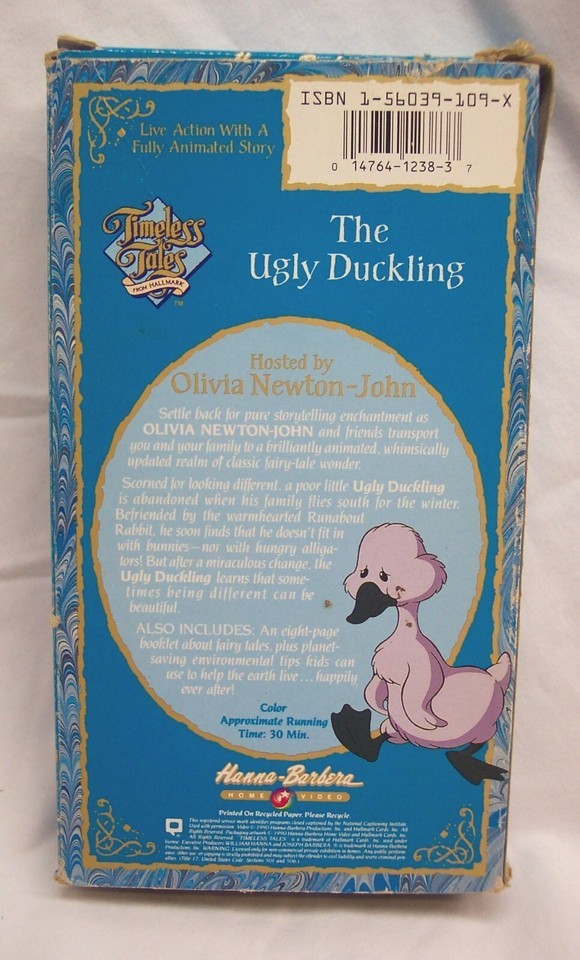 Live Action With A
Fully Animated Story
ISBN 1-56039-109-X
0 14764-1238-3 7
Timeless
Tales
FROM HALLMARK
TM
The
Ugly Duckling
Hosted by
Olivia Newton-John
Settle back for pure storytelling enchantment as
OLIVIA NEWTON-JOHN and friends transport
you and your family to a brilliantly animated, whimsically
updated realm of classic fairy-tale wonder.
Scorned for looking different, a poor little Ugly Duckling
is abandoned when his family flies south for the winter.
Befriended by the warmhearted Runabout
Rabbit, he soon finds that he doesn't fit in
with bunnies—nor with hungry alliga-
tors! But after a miraculous change, the
Ugly Duckling learns that some-
times being different can be
beautiful.
ALSO INCLUDES: An eight-page
booklet about fairy tales, plus planet-
saving environmental tips kids can
use to help the earth live...happily
ever after!
Color
Approximate Running
Time: 30 Min.
Hanna-Barbera
HOME VIDEO
Printed On Recycled Paper. Please Recycle.